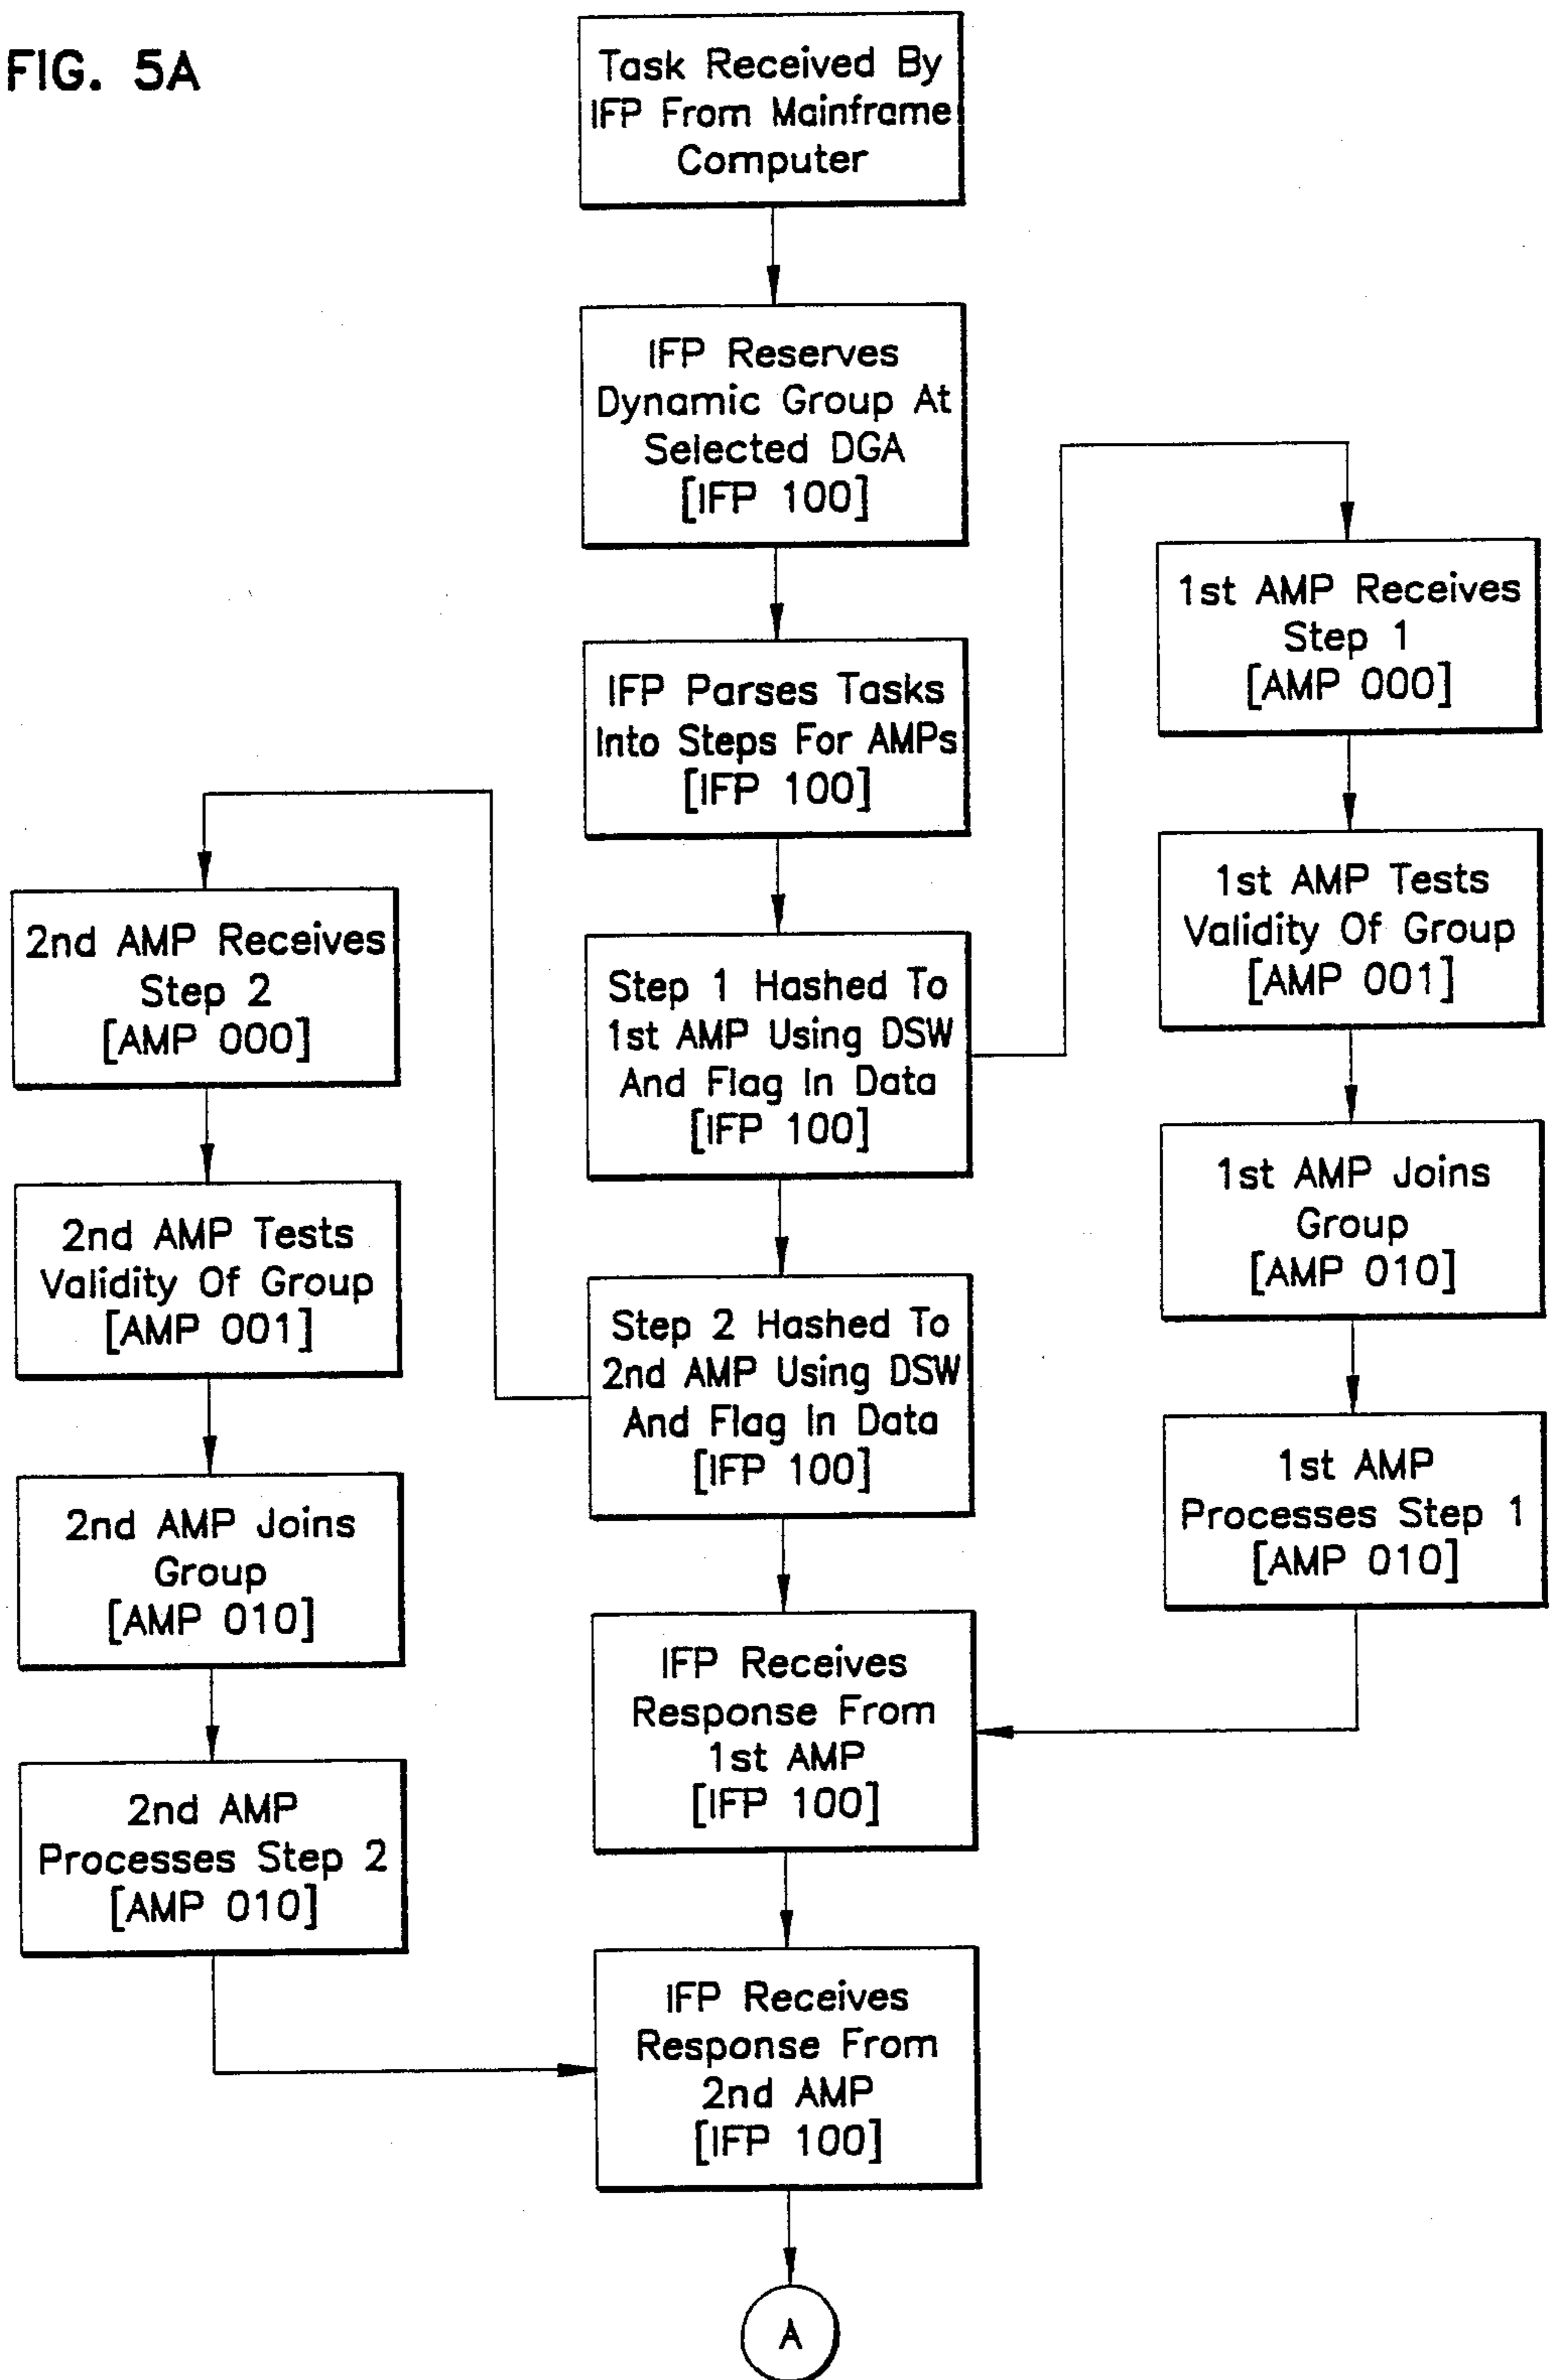 FIG. 5A
Task Received By
IFP From Mainframe
Computer
IFP Reserves
Dynamic Group At
Selected DGA
[IFP 100]
IFP Parses Tasks
Into Steps For AMPs
[IFP 100]
Step 1 Hashed To
1st AMP Using DSW
And Flag In Data
[IFP 100]
1st AMP Receives
Step 1
[AMP 000]
1st AMP Tests
Validity Of Group
[AMP 001]
1st AMP Joins
Group
[AMP 010]
1st AMP
Processes Step 1
[AMP 010]
Step 2 Hashed To
2nd AMP Using DSW
And Flag In Data
[IFP 100]
2nd AMP Receives
Step 2
[AMP 000]
2nd AMP Tests
Validity Of Group
[AMP 001]
2nd AMP Joins
Group
[AMP 010]
2nd AMP
Processes Step 2
[AMP 010]
IFP Receives
Response From
1st AMP
[IFP 100]
IFP Receives
Response From
2nd AMP
[IFP 100]
A